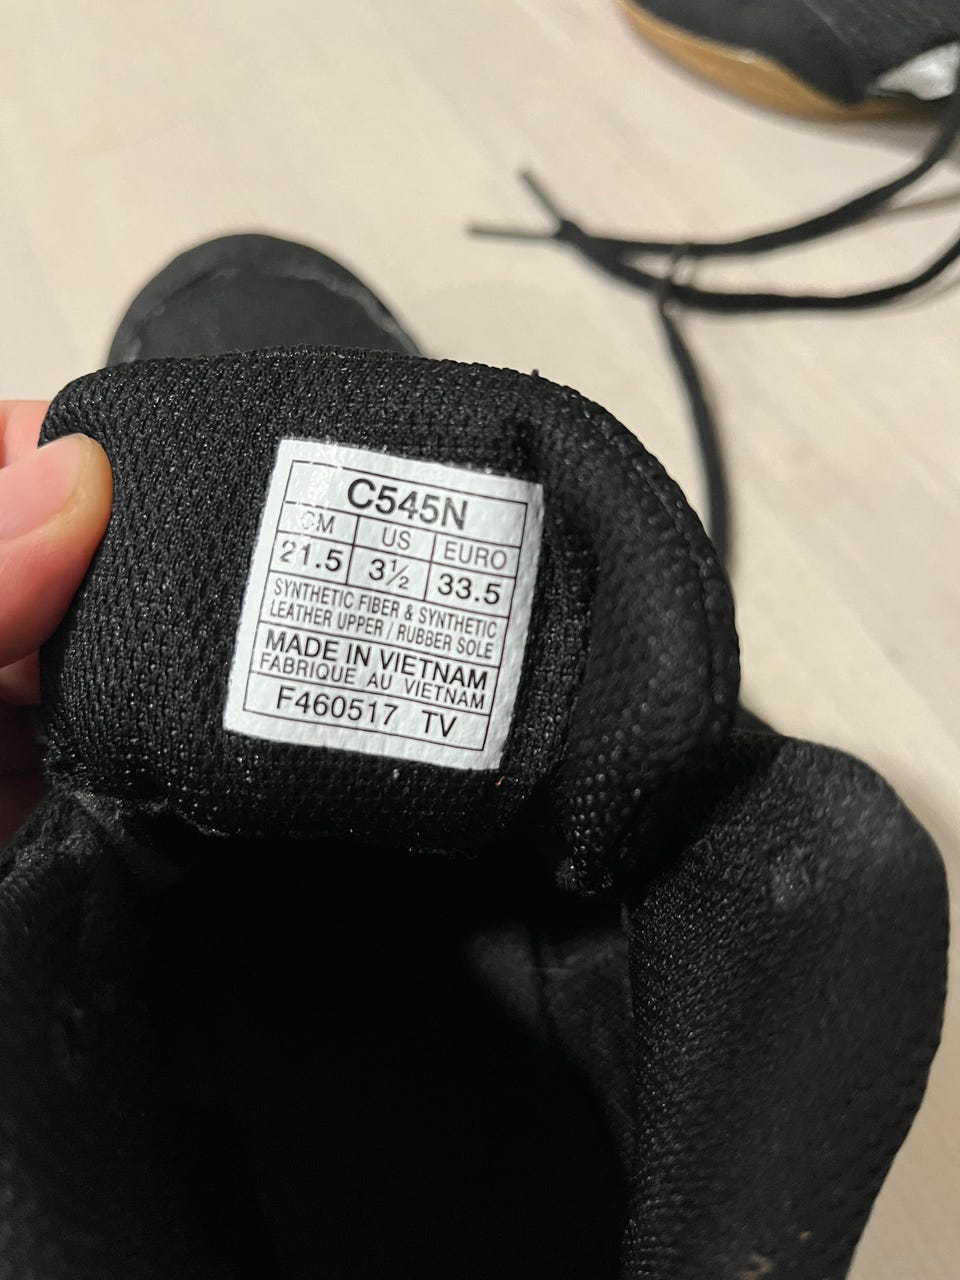 C545N
CM US EURO
21.5 3½ 33.5
SYNTHETIC FIBER & SYNTHETIC
LEATHER UPPER / RUBBER SOLE
MADE IN VIETNAM
FABRIQUE AU VIETNAM
F460517 TV